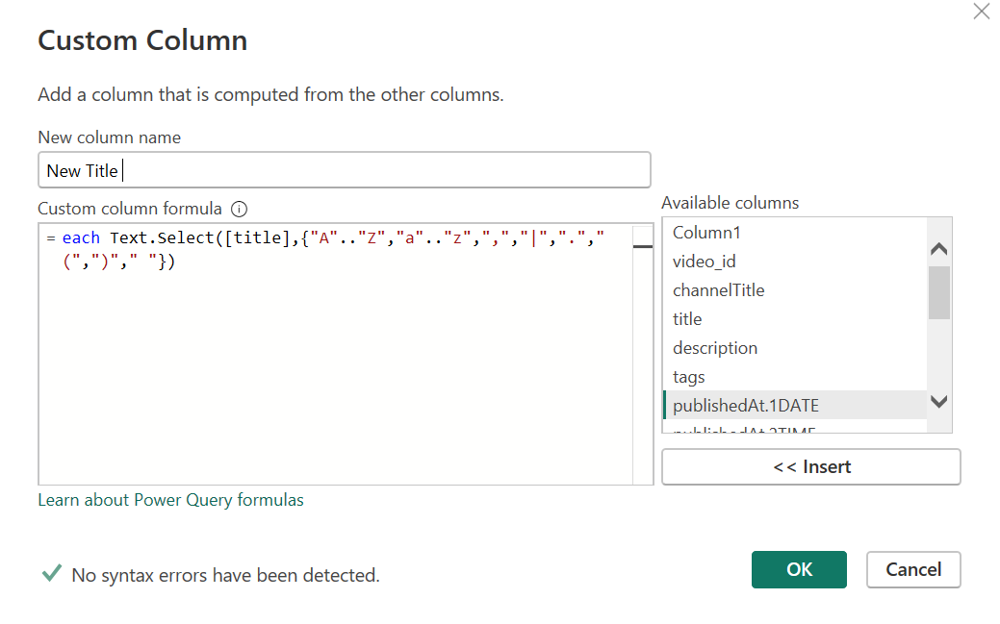 Custom Column
Add a column that is computed from the other columns.
New column name
New Title
Custom column formula
= each Text.Select([title],{"A".."Z","a".."z",",","|",".","
(",")"," "})
Available columns
Column1
video_id
channelTitle
title
description
tags
publishedAt.1DATE
publishedAt.2TIME
<< Insert
Learn about Power Query formulas
No syntax errors have been detected.
OK
Cancel